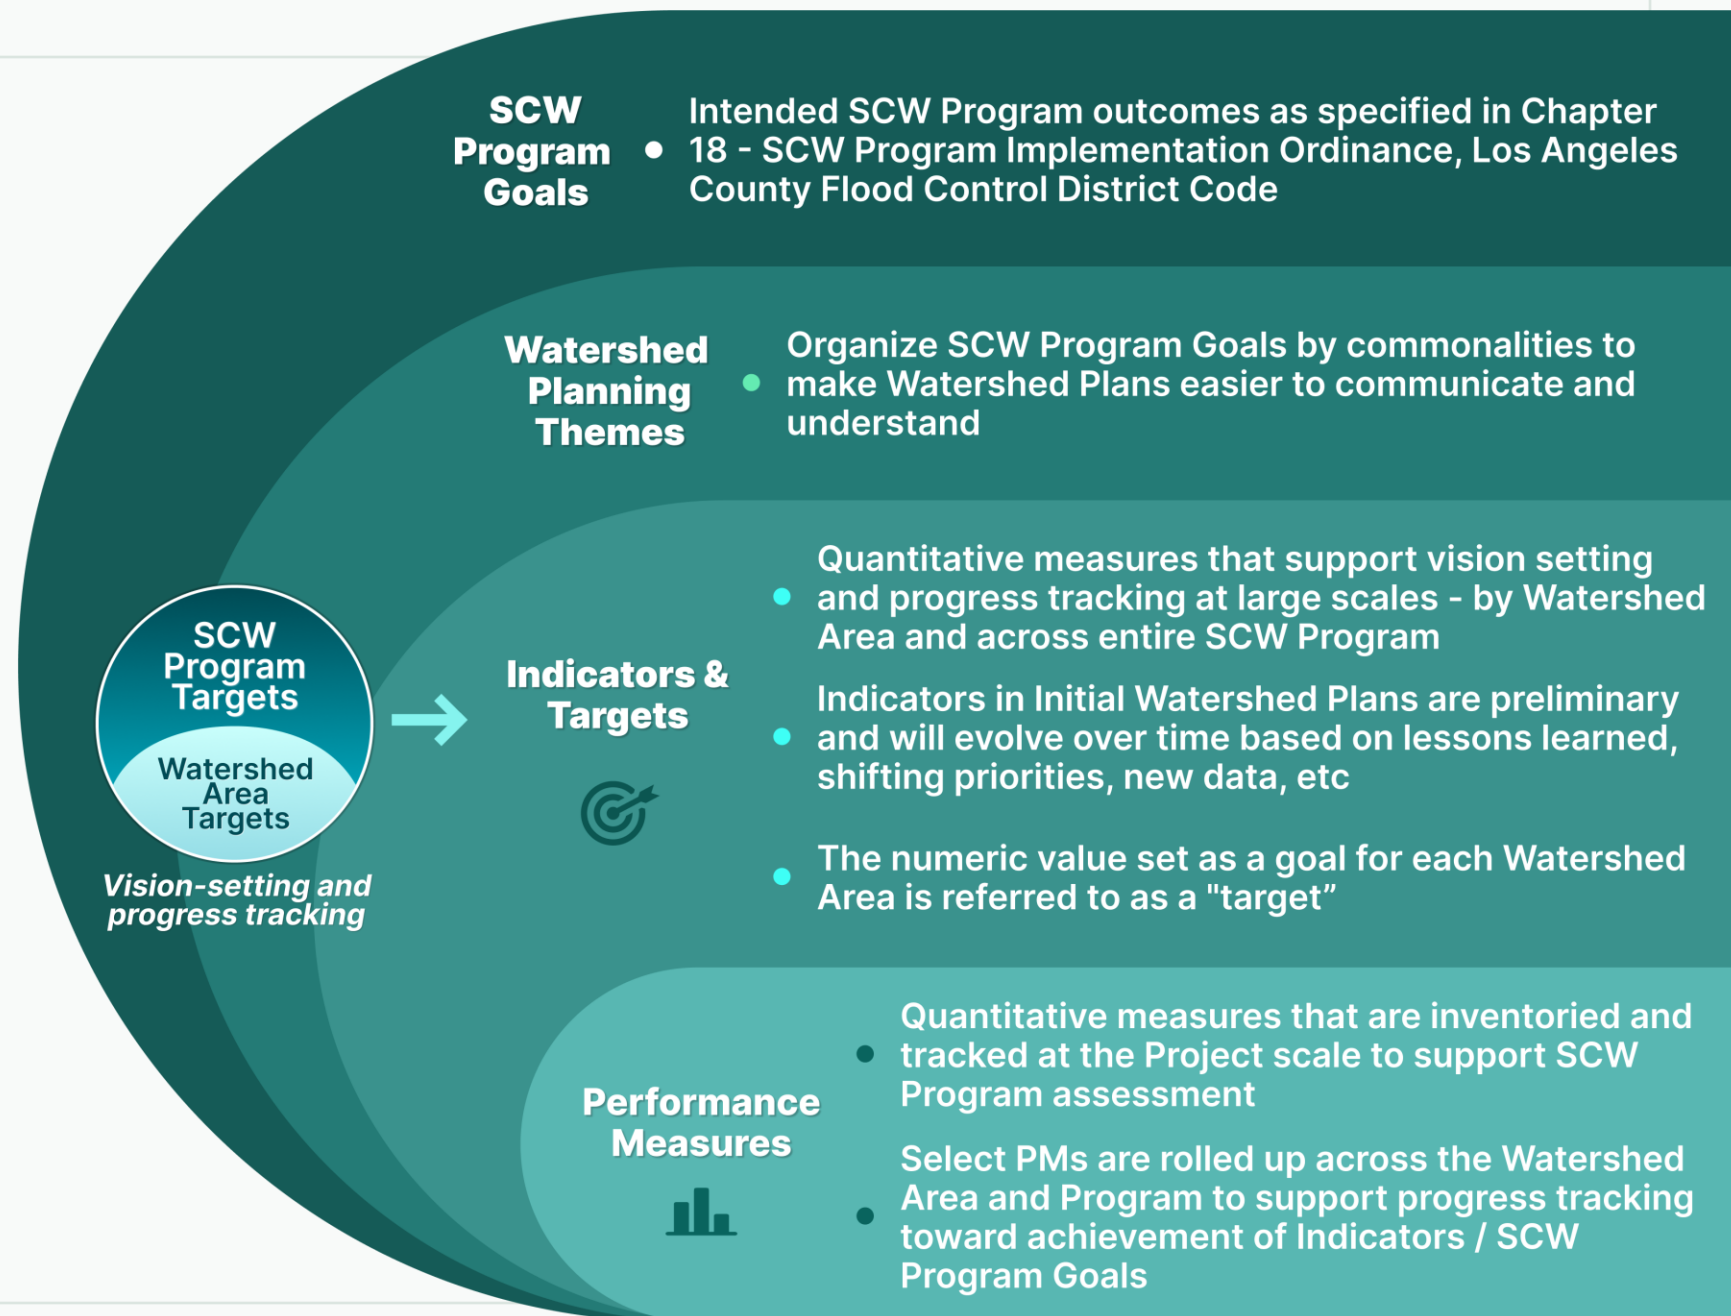 SCW
Program
Goals
Intended SCW Program outcomes as specified in Chapter
18 - SCW Program Implementation Ordinance, Los Angeles
County Flood Control District Code
Watershed
Planning
Themes
Organize SCW Program Goals by commonalities to
make Watershed Plans easier to communicate and
understand
SCW
Program
Targets
Watershed
Area
Targets
Vision-setting and
progress tracking
Indicators &
Targets
Quantitative measures that support vision setting
and progress tracking at large scales - by Watershed
Area and across entire SCW Program
Indicators in Initial Watershed Plans are preliminary
and will evolve over time based on lessons learned,
shifting priorities, new data, etc
The numeric value set as a goal for each Watershed
Area is referred to as a "target”
Performance
Measures
Quantitative measures that are inventoried and
tracked at the Project scale to support SCW
Program assessment
Select PMs are rolled up across the Watershed
Area and Program to support progress tracking
toward achievement of Indicators / SCW
Program Goals